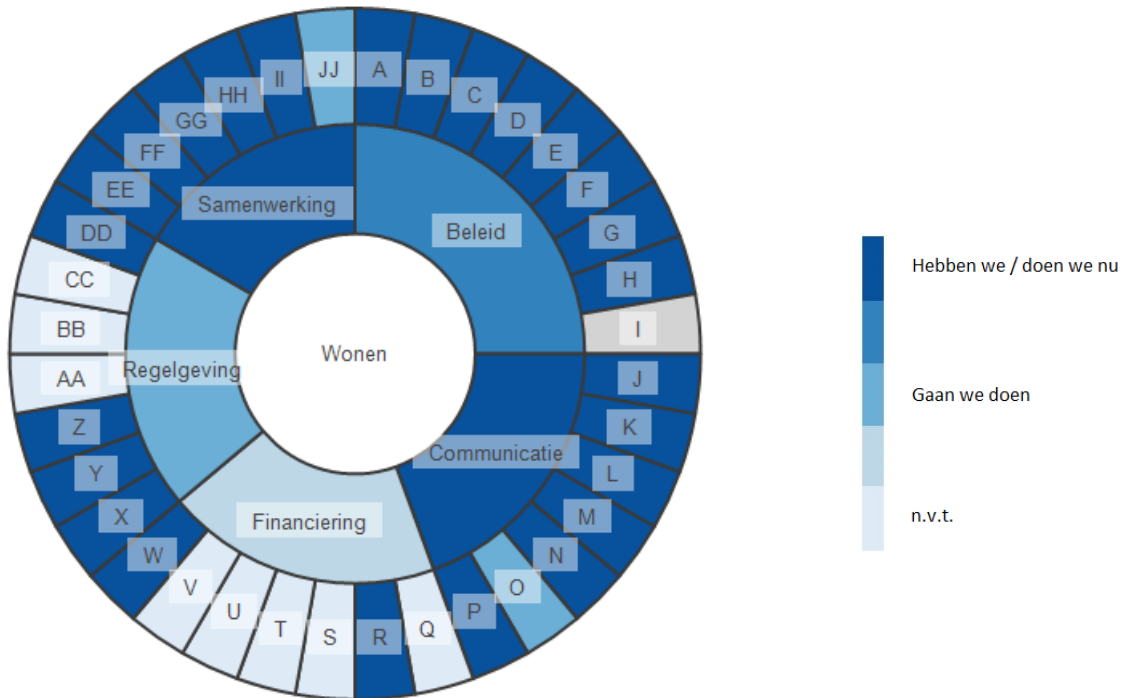 JJ
A
B
C
D
E
F
G
H
I
J
K
L
M
N
O
P
Q
R
S
T
U
V
W
X
Y
Z
AA
BB
CC
DD
EE
FF
GG
HH
II
Samenwerking
Beleid
Communicatie
Financiering
Regelgeving
Wonen
Hebben we / doen we nu
Gaan we doen
n.v.t.